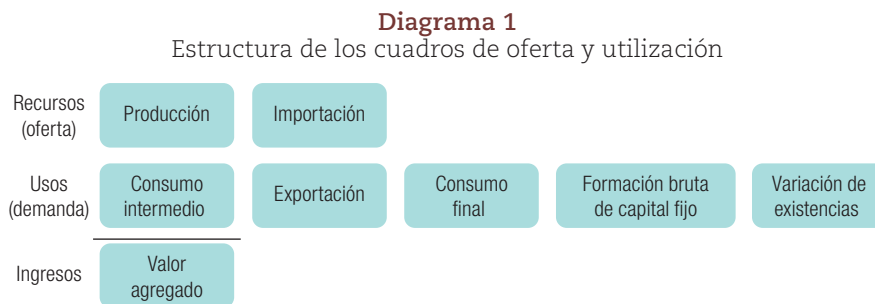 Diagrama 1
Estructura de los cuadros de oferta y utilización
Recursos
(oferta)
Producción
Importación
Usos
(demanda)
Consumo
intermedio
Exportación
Consumo
final
Formación bruta
de capital fijo
Variación de
existencias
Ingresos
Valor
agregado